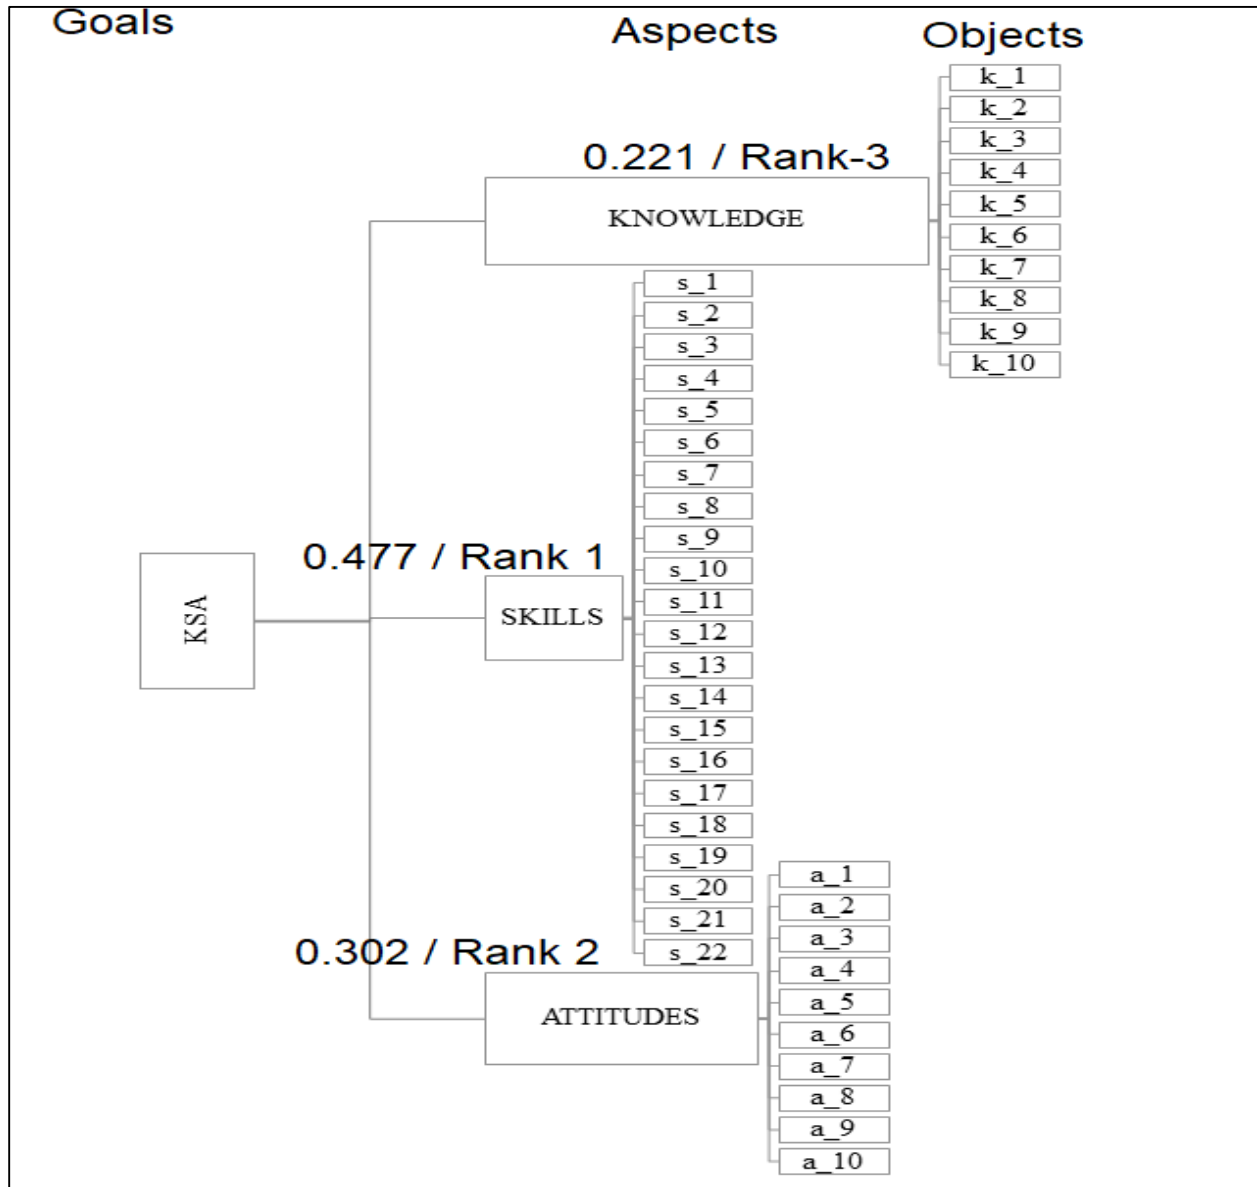 Goals
Aspects
Objects
0.221 / Rank-3
KNOWLEDGE
k_1
k_2
k_3
k_4
k_5
k_6
k_7
k_8
k_9
k_10
KSA
0.477 / Rank 1
SKILLS
s_1
s_2
s_3
s_4
s_5
s_6
s_7
s_8
s_9
s_10
s_11
s_12
s_13
s_14
s_15
s_16
s_17
s_18
s_19
s_20
s_21
s_22
0.302 / Rank 2
ATTITUDES
a_1
a_2
a_3
a_4
a_5
a_6
a_7
a_8
a_9
a_10